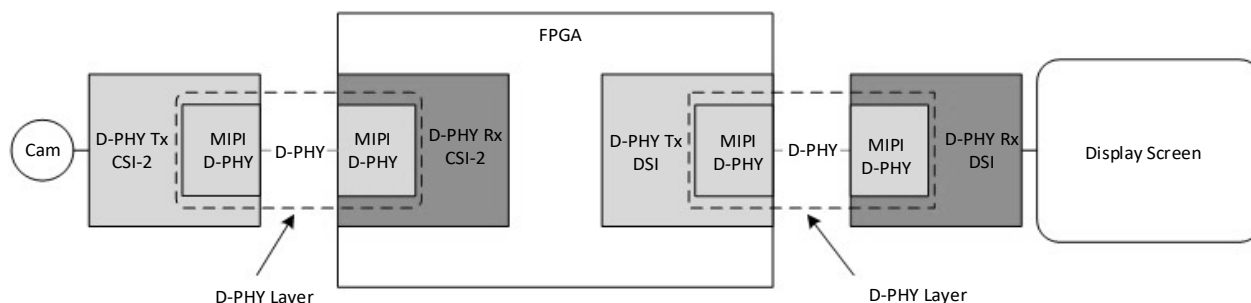 FPGA
Cam
D-PHY Tx
CSI-2
MIPI
D-PHY
D-PHY
MIPI
D-PHY
D-PHY Rx
CSI-2
D-PHY Tx
DSI
MIPI
D-PHY
D-PHY
MIPI
D-PHY
D-PHY Rx
DSI
Display Screen
D-PHY Layer
D-PHY Layer